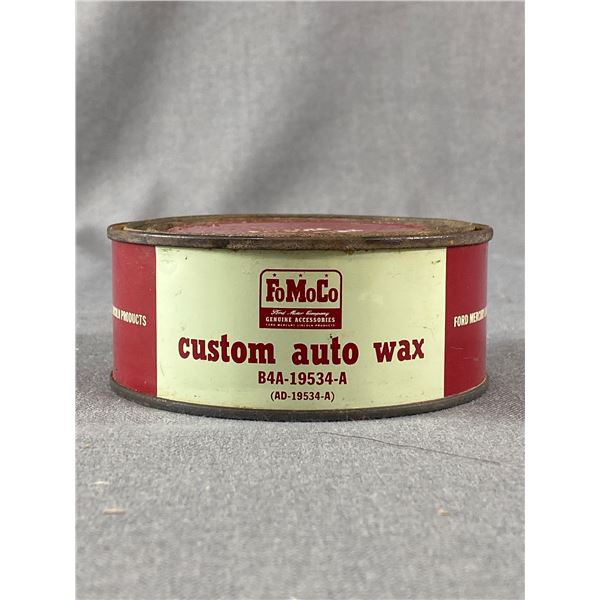 FoMoCo
Ford Motor Company
GENUINE ACCESSORIES
FORD MERCURY LINCOLN PRODUCTS
custom auto wax
B4A-19534-A
(AD-19534-A)
PRODUCTS
FORD MERCURY